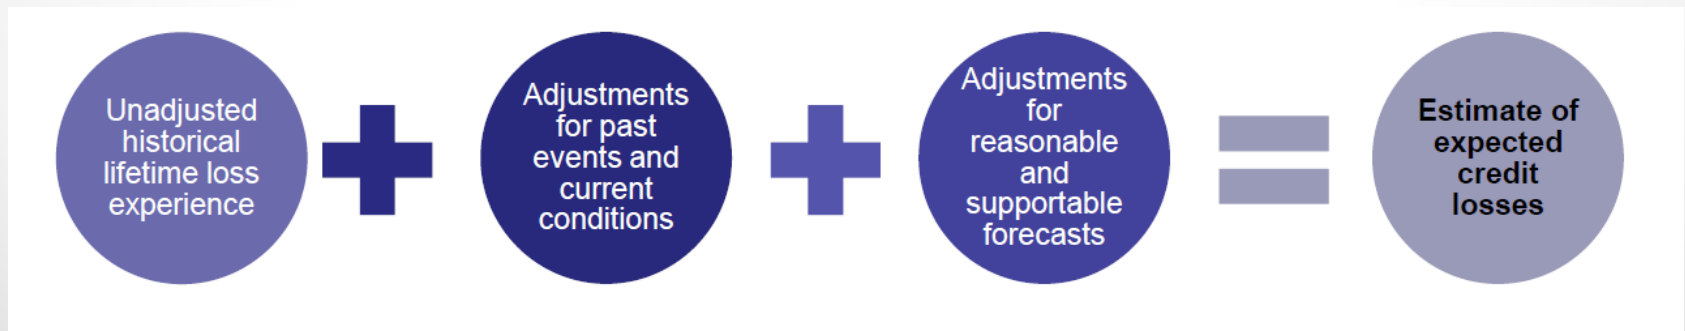 Unadjusted
historical
lifetime loss
experience
Adjustments
for past
events and
current
conditions
Adjustments
for
reasonable
and
supportable
forecasts
Estimate of
expected
credit
losses